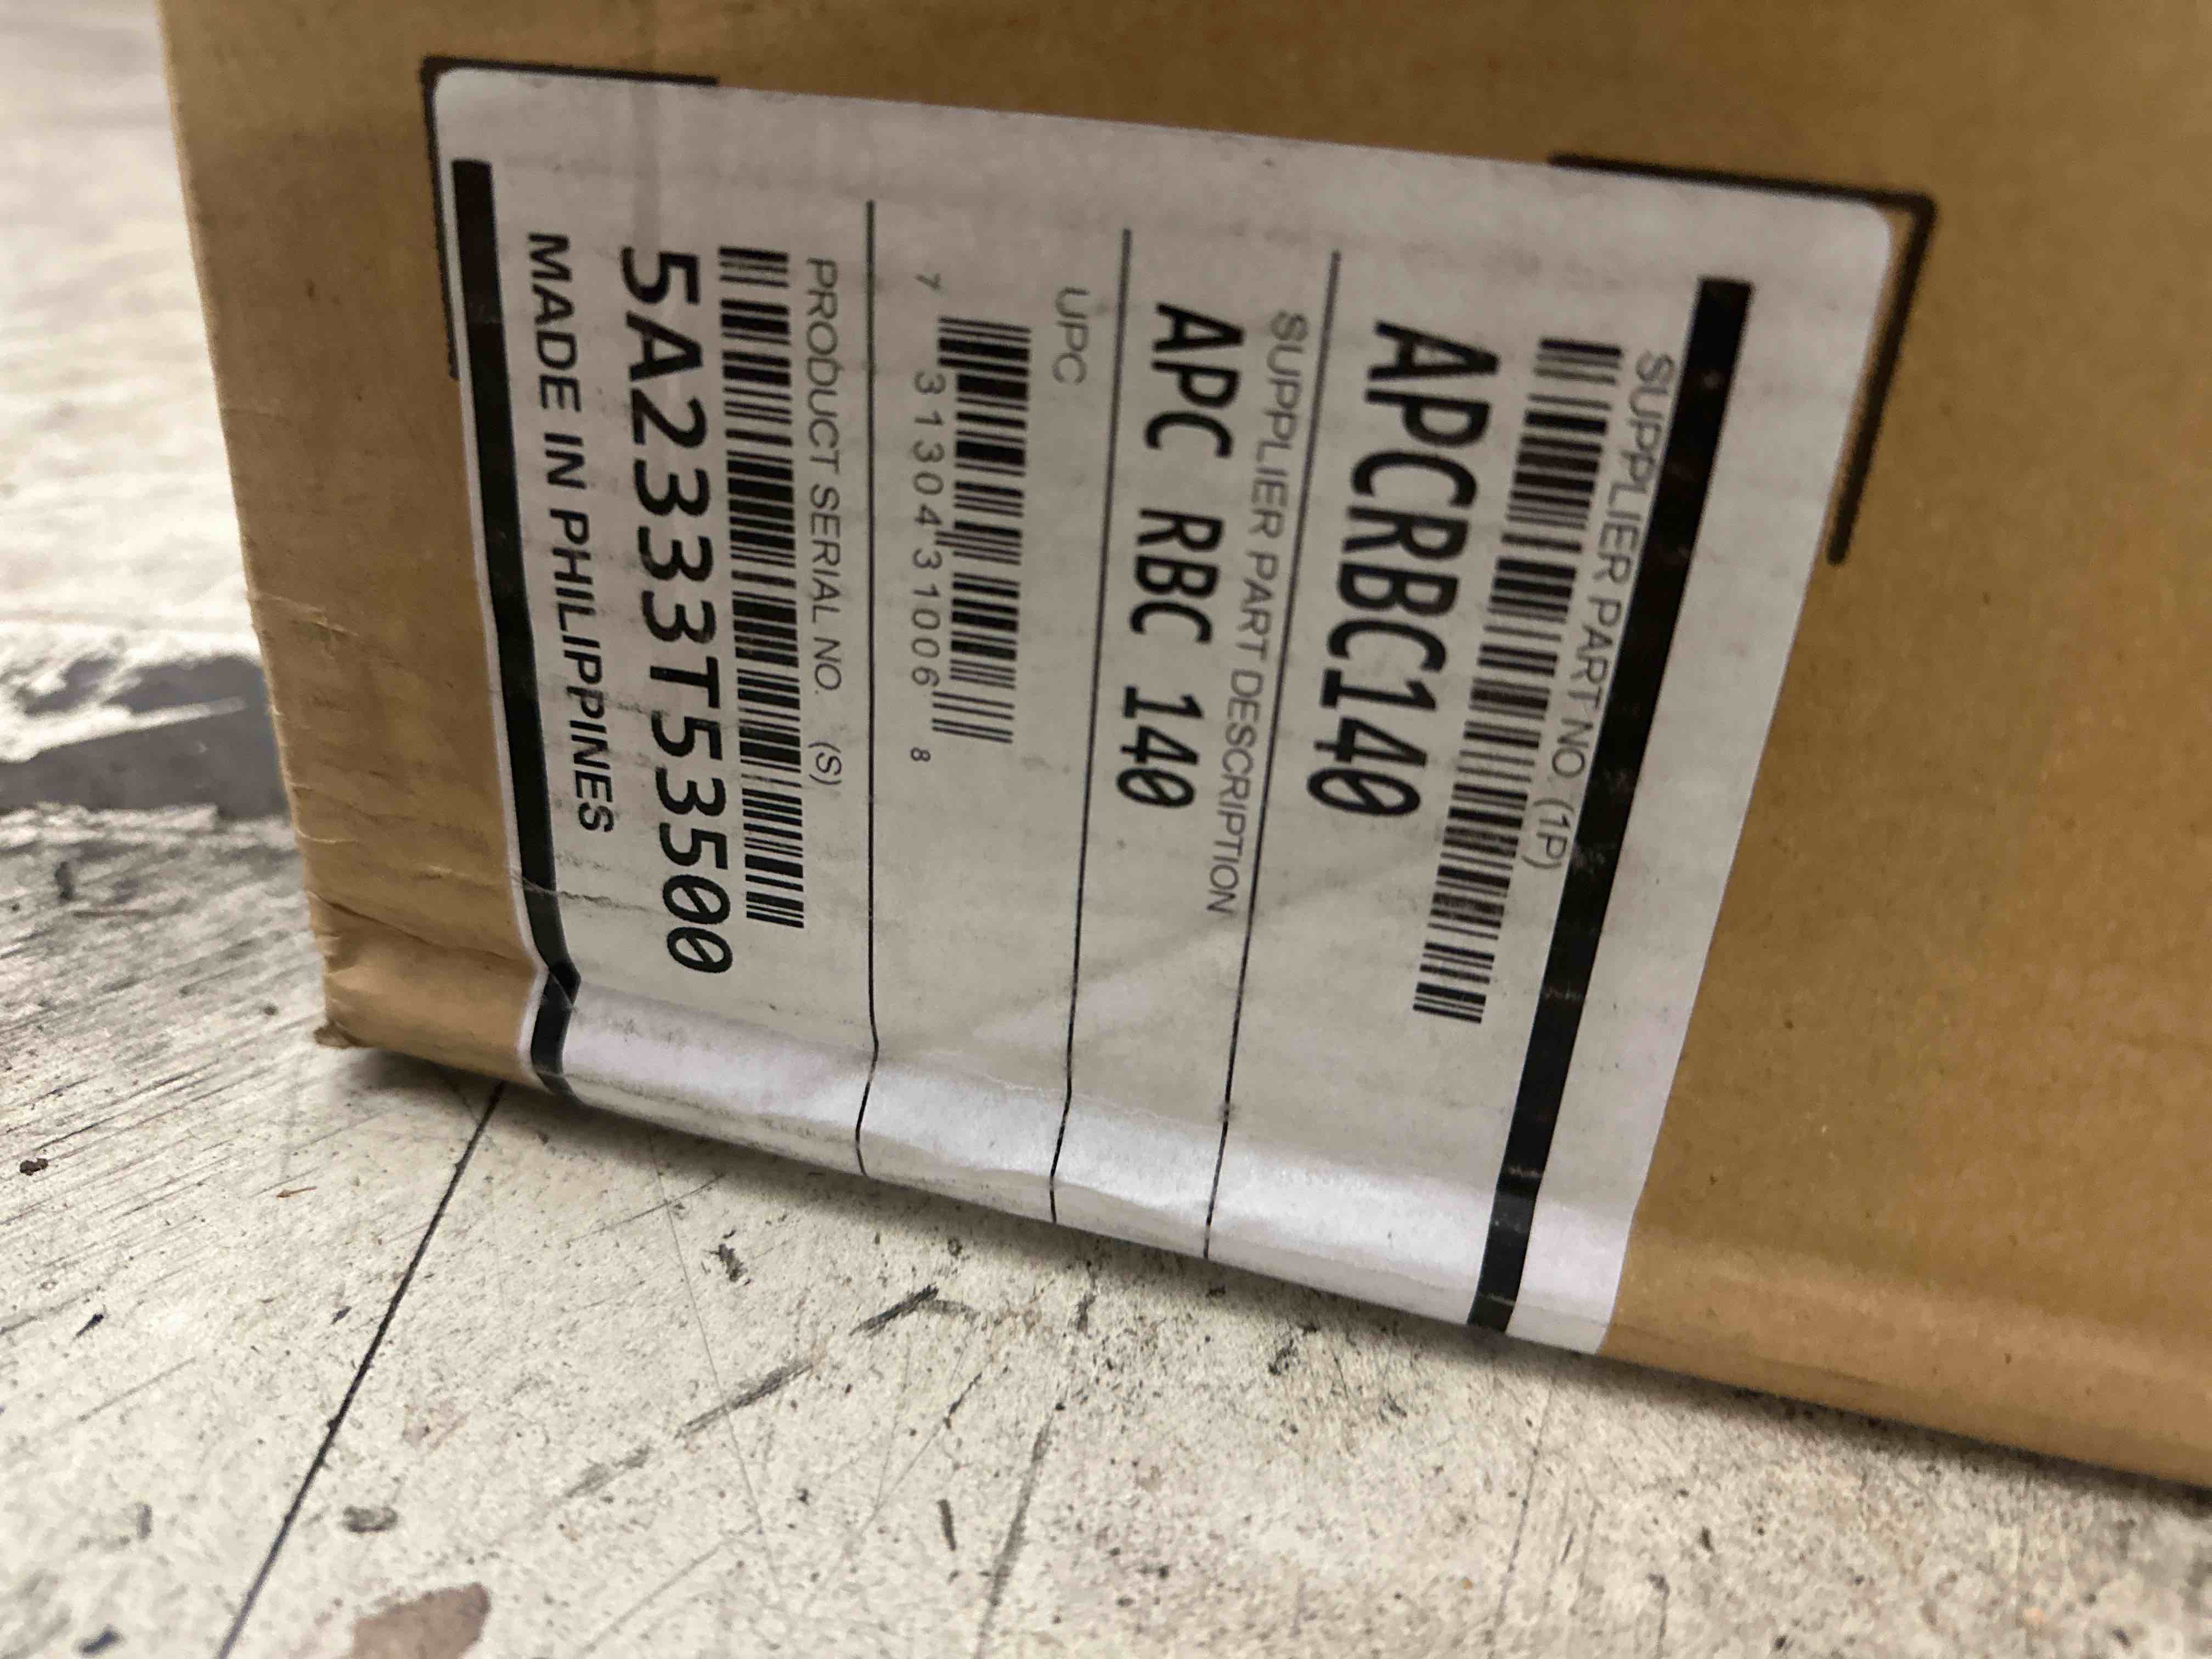 SUPPLIER PART NO (1P)
APCRBC140
SUPPLIER PART DESCRIPTION
APC RBC 140
UPC
7 31304 31006 8
PRODUCT SERIAL NO. (S)
5A2333T53500
MADE IN PHILIPPINES